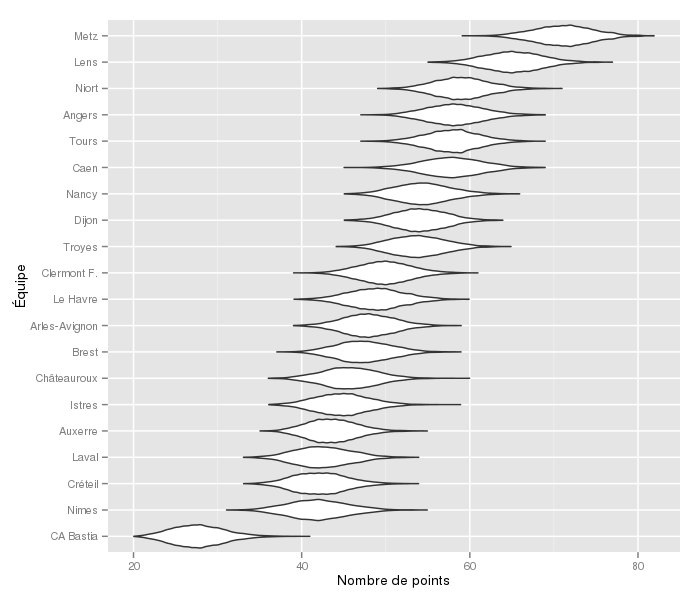 Metz
Lens
Niort
Angers
Tours
Caen
Nancy
Dijon
Troyes
Clermont F.
Le Havre
Arles-Avignon
Brest
Châteauroux
Istres
Auxerre
Laval
Créteil
Nimes
CA Bastia
Équipe
20 40 60 80
Nombre de points